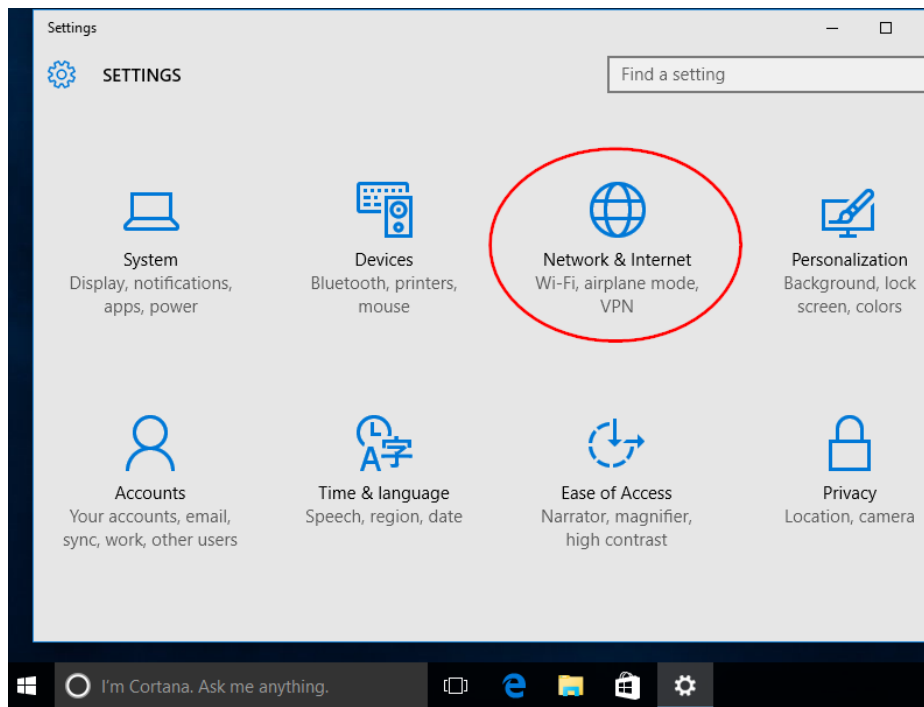 Settings
SETTINGS
Find a setting
System
Display, notifications,
apps, power
Devices
Bluetooth, printers,
mouse
Network & Internet
Wi-Fi, airplane mode,
VPN
Personalization
Background, lock
screen, colors
Accounts
Your accounts, email,
sync, work, other users
A字
Time & language
Speech, region, date
Ease of Access
Narrator, magnifier,
high contrast
Privacy
Location, camera
I'm Cortana. Ask me anything.